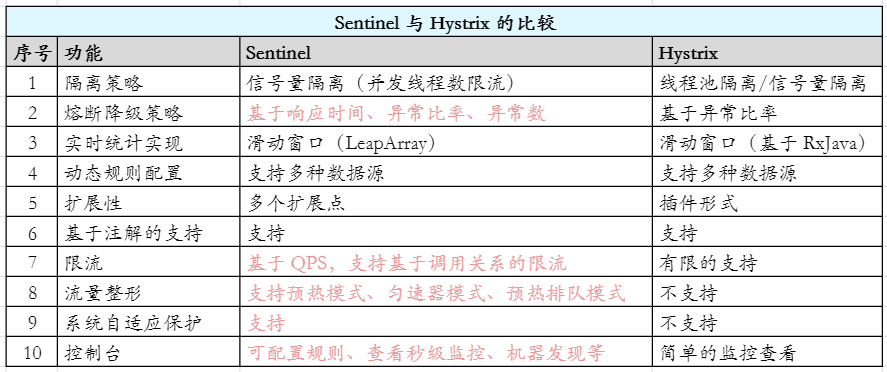 Sentinel 与 Hystrix 的比较
序号 功能 Sentinel Hystrix
1 隔离策略 信号量隔离（并发线程数限流） 线程池隔离/信号量隔离
2 熔断降级策略 基于响应时间、异常比率、异常数 基于异常比率
3 实时统计实现 滑动窗口（LeapArray） 滑动窗口（基于 RxJava）
4 动态规则配置 支持多种数据源 支持多种数据源
5 扩展性 多个扩展点 插件形式
6 基于注解的支持 支持 支持
7 限流 基于 QPS，支持基于调用关系的限流 有限的支持
8 流量整形 支持预热模式、匀速器模式、预热排队模式 不支持
9 系统自适应保护 支持 不支持
10 控制台 可配置规则、查看秒级监控、机器发现等 简单的监控查看